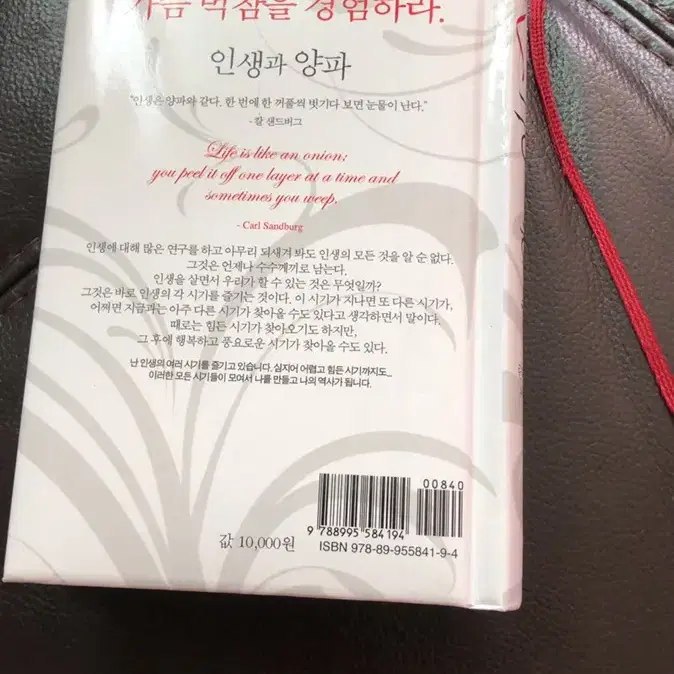 가슴 벅참을 경험하라.
인생과 양파
"인생은 양파와 같다. 한 번에 한 꺼풀씩 벗기다 보면 눈물이 난다."
- 칼 샌드버그
Life is like an onion;
you peel it off one layer at a time and
sometimes you weep.
- Carl Sandburg
인생에 대해 많은 연구를 하고 아무리 되새겨 봐도 인생의 모든 것을 알 순 없다.
그것은 언제나 수수께끼로 남는다.
인생을 살면서 우리가 할 수 있는 것은 무엇일까?
그것은 바로 인생의 각 시기를 즐기는 것이다. 이 시기가 지나면 또 다른 시기가,
어쩌면 지금과는 아주 다른 시기가 찾아올 수도 있다고 생각하면서 말이다.
때로는 힘든 시기가 찾아오기도 하지만,
그 후에 행복하고 풍요로운 시기가 찾아올 수도 있다.
난 인생의 여러 시기를 즐기고 있습니다. 심지어 어렵고 힘든 시기까지도...
이러한 모든 시기들이 모여서 나를 만들고 나의 역사가 됩니다.
00840
9 788995 584194
값 10,000원
ISBN 978-89-955841-9-4